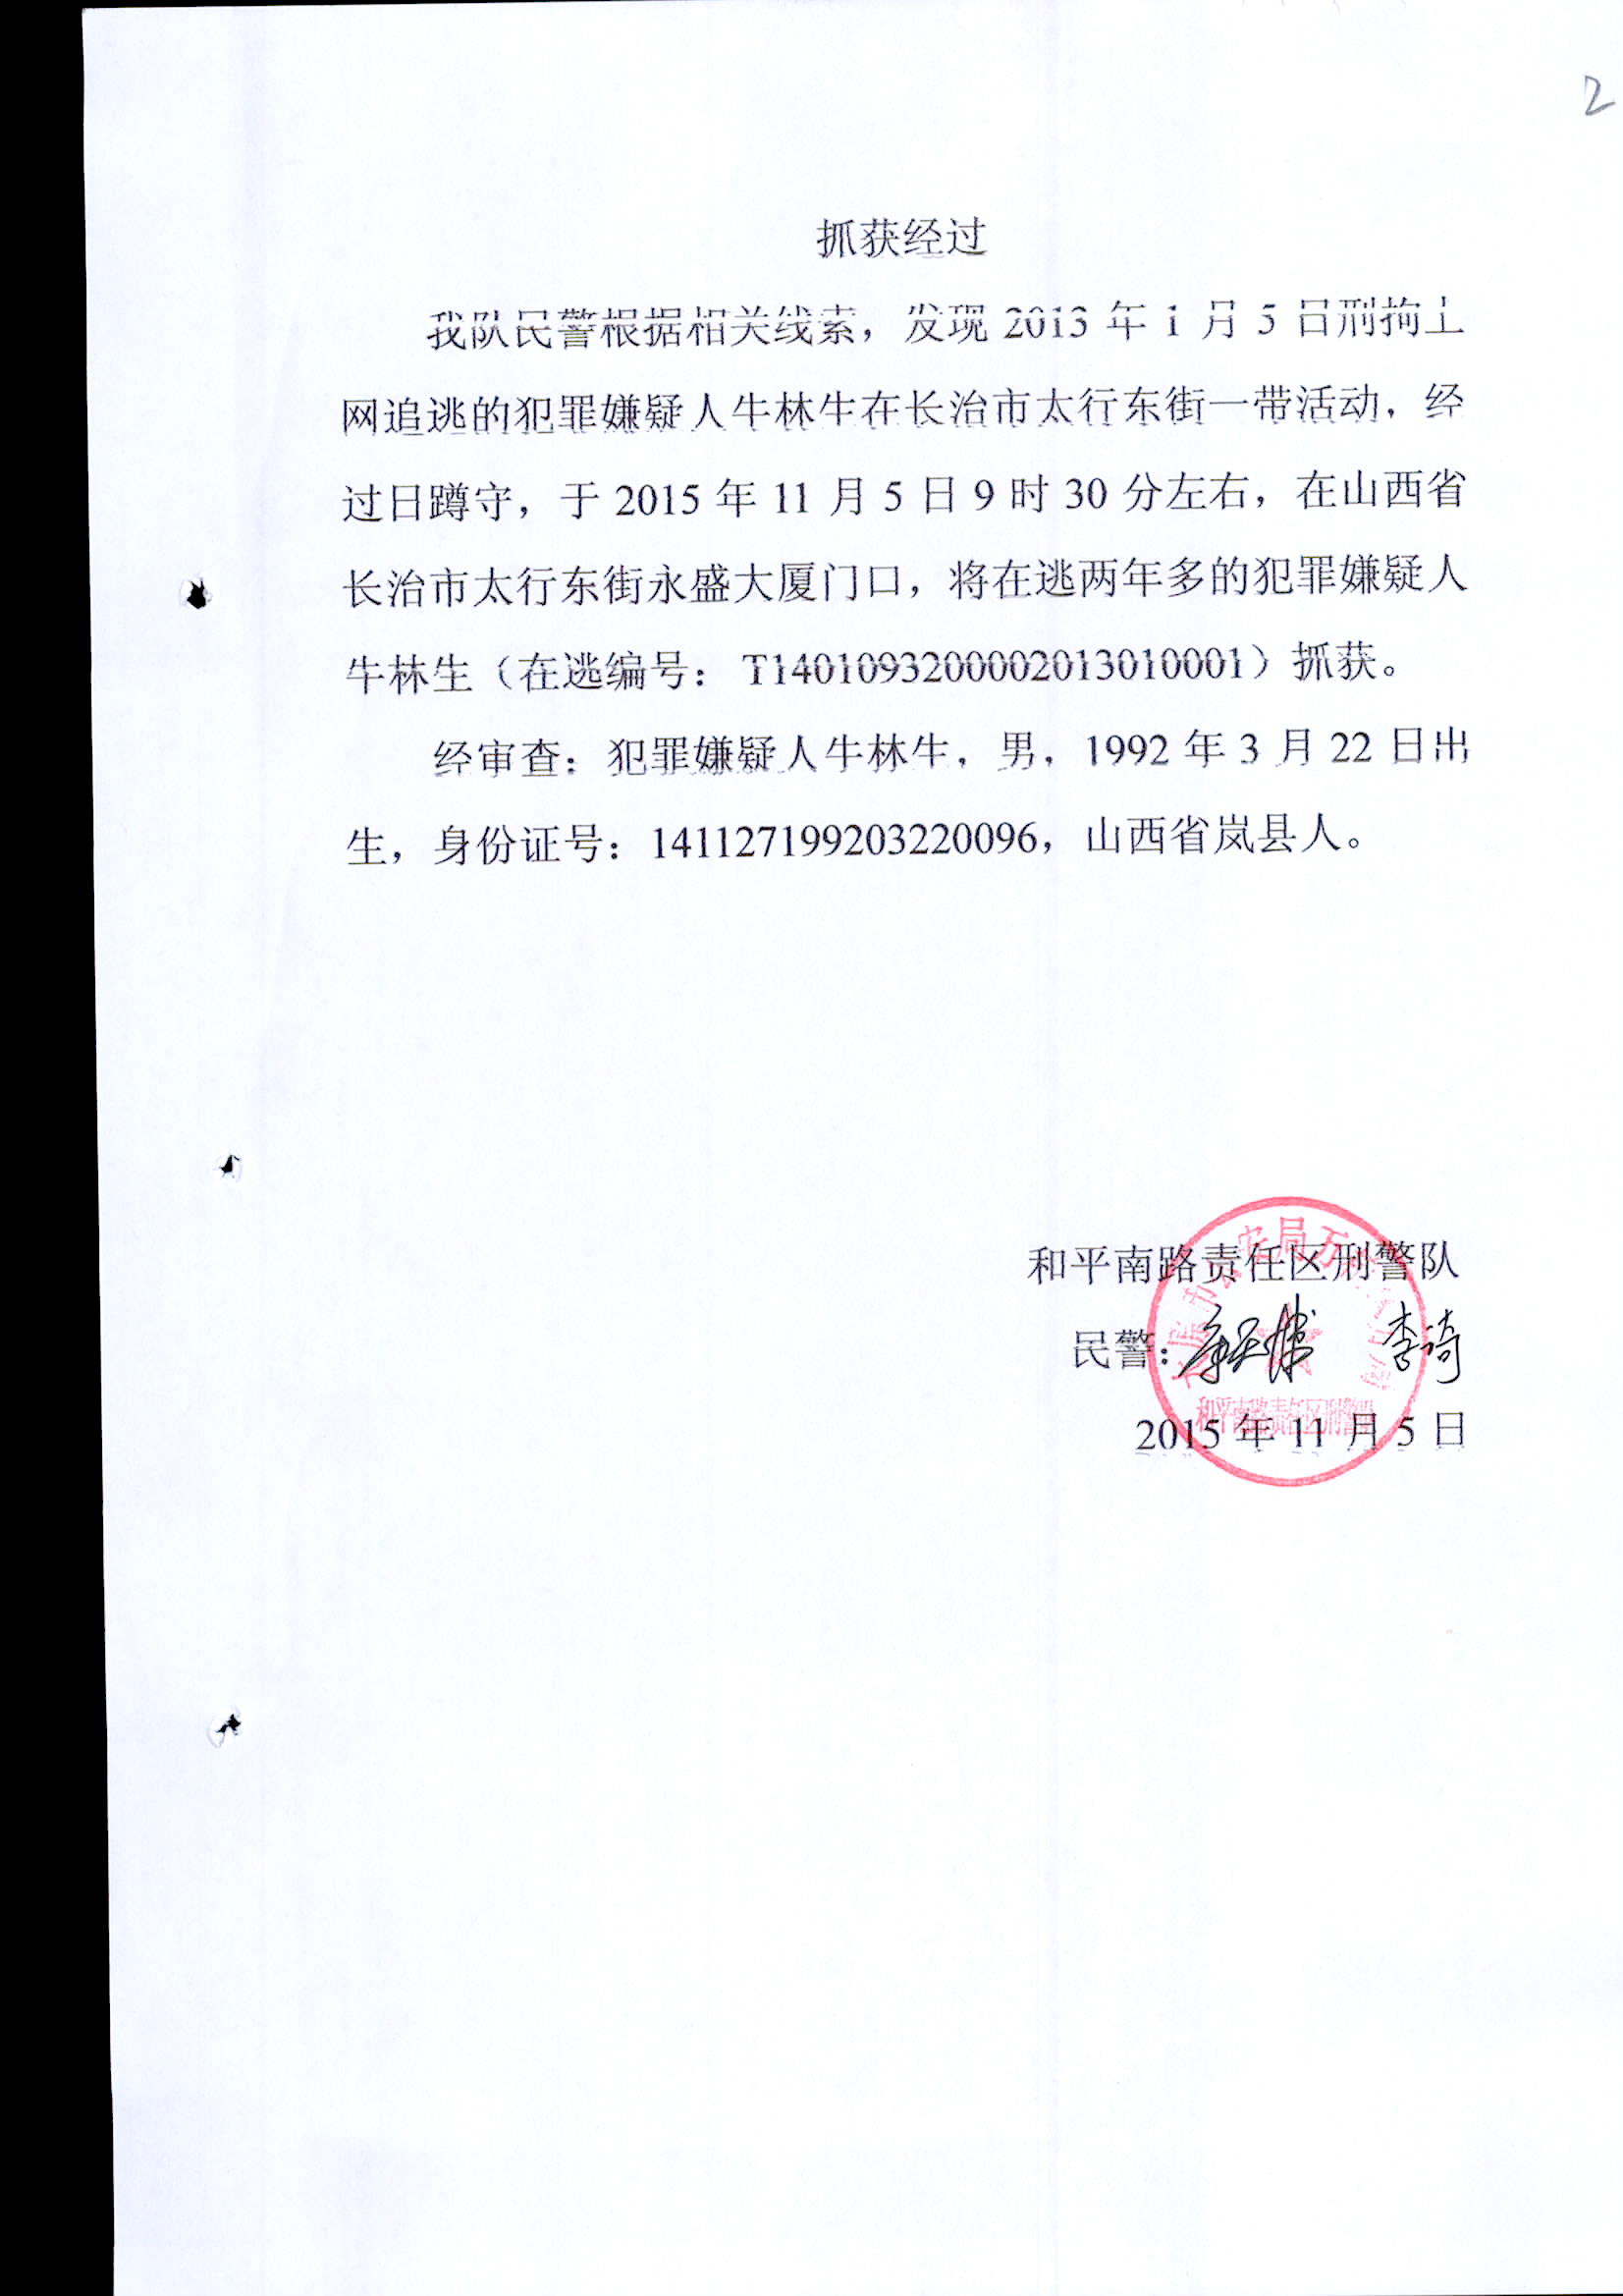 2
抓获经过
我队民警根据相关线索，发现 2013 年 1 月 5 日刑拘上
网追逃的犯罪嫌疑人牛林生在长治市太行东街一带活动，经
过日蹲守，于 2015 年 11 月 5 日 9 时 30 分左右，在山西省
长治市太行东街永盛大厦门口，将在逃两年多的犯罪嫌疑人
牛林生（在逃编号： T1401093200002013010001）抓获。
经审查：犯罪嫌疑人牛林生，男，1992 年 3 月 22 日出
生，身份证号：141127199203220096，山西省岚县人。
和平南路责任区刑警队
民警： 李琦
和平南路责任区刑警队
2015 年 11 月 5 日